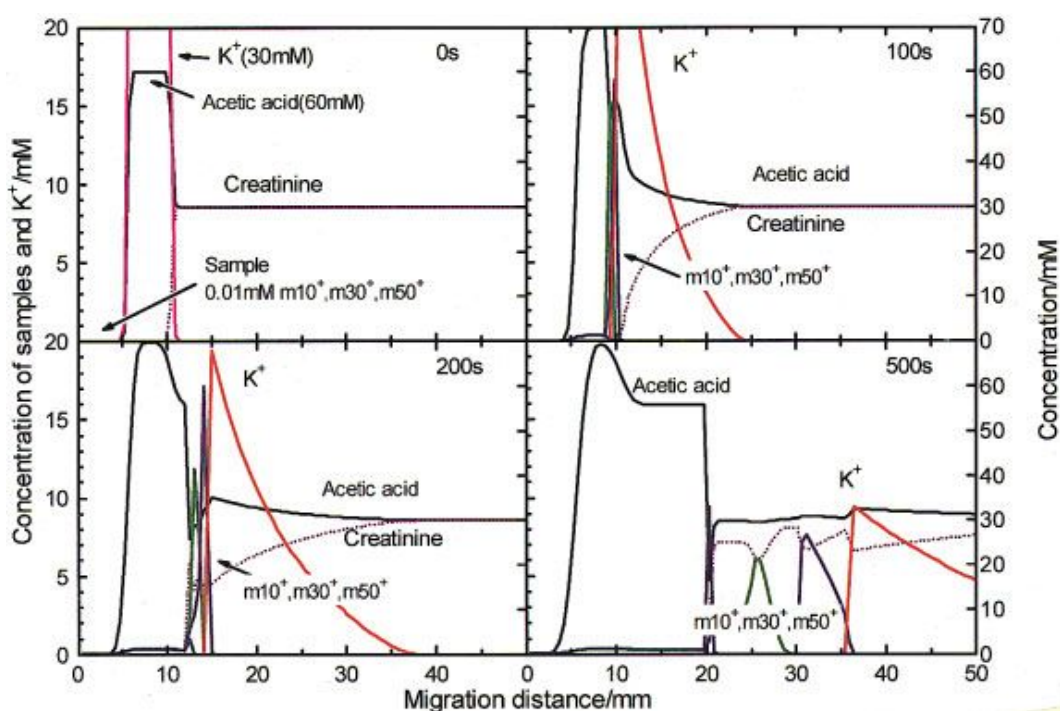 Concentration of samples and K⁺/mM
Concentration/mM
Migration distance/mm
20
15
10
5
0s
K⁺(30mM)
Acetic acid(60mM)
Creatinine
Sample
0.01mM m10⁺,m30⁺,m50⁺
70
60
50
40
30
20
10
0
100s
K⁺
Acetic acid
Creatinine
m10⁺,m30⁺,m50⁺
20
15
10
5
0
200s
K⁺
Acetic acid
Creatinine
m10⁺,m30⁺,m50⁺
0 10 20 30 40
60
50
40
30
20
10
0
500s
Acetic acid
K⁺
m10⁺,m30⁺,m50⁺
0 10 20 30 40 50